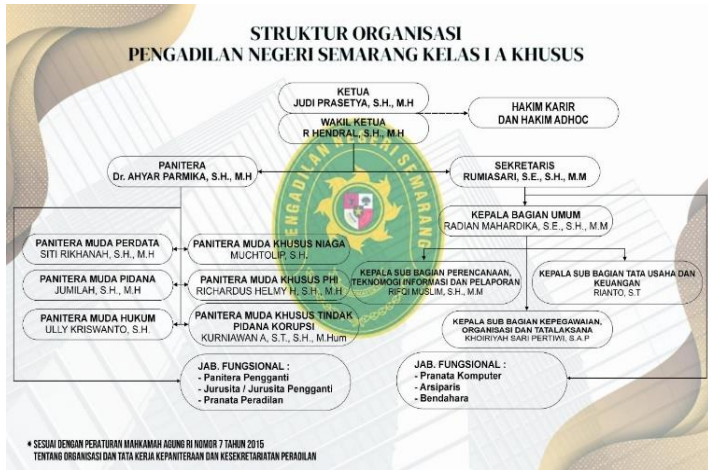 STRUKTUR ORGANISASI
PENGADILAN NEGERI SEMARANG KELAS I A KHUSUS
KETUA
JUDI PRASETYA, S.H., M.H
WAKIL KETUA
R HENDRAL, S.H., M.H
HAKIM KARIR
DAN HAKIM ADHOC
PANITERA
Dr. AHYAR PARMIKA, S.H., M.H
SEKRETARIS
RUMIASARI, S.E., S.H., M.M
KEPALA BAGIAN UMUM
RADIAN MAHARDIKA, S.E., S.H., M.M
PANITERA MUDA PERDATA
SITI RIKHANAH, S.H., M.H
PANITERA MUDA KHUSUS NIAGA
MUCHTOLIP, S.H.
PANITERA MUDA PIDANA
JUMILAH, S.H., M.H
PANITERA MUDA KHUSUS PHI
RICHARDUS HELMY H, S.H., M.H
PANITERA MUDA HUKUM
ULLY KRISWANTO, S.H.
PANITERA MUDA KHUSUS TINDAK
PIDANA KORUPSI
KURNIAWAN A, S.T., S.H., M.Hum
KEPALA SUB BAGIAN PERENCANAAN,
TEKNOMOGI INFORMASI DAN PELAPORAN
RIFQI MUSLIM, S.H., M.M
KEPALA SUB BAGIAN TATA USAHA DAN
KEUANGAN
RIANTO, S.T
KEPALA SUB BAGIAN KEPEGAWAIAN,
ORGANISASI DAN TATALAKSANA
KHOIRIYAH SARI PERTIWI, S.A.P
JAB. FUNGSIONAL :
- Panitera Pengganti
- Jurusita / Jurusita Pengganti
- Pranata Peradilan
JAB. FUNGSIONAL :
- Pranata Komputer
- Arsiparis
- Bendahara
PENGADILAN NEGERI SEMARANG
* SESUAI DENGAN PERATURAN MAHKAMAH AGUNG RI NOMOR 7 TAHUN 2015
TENTANG ORGANISASI DAN TATA KERJA KEPANITERAAN DAN KESEKRETARIATAN PERADILAN